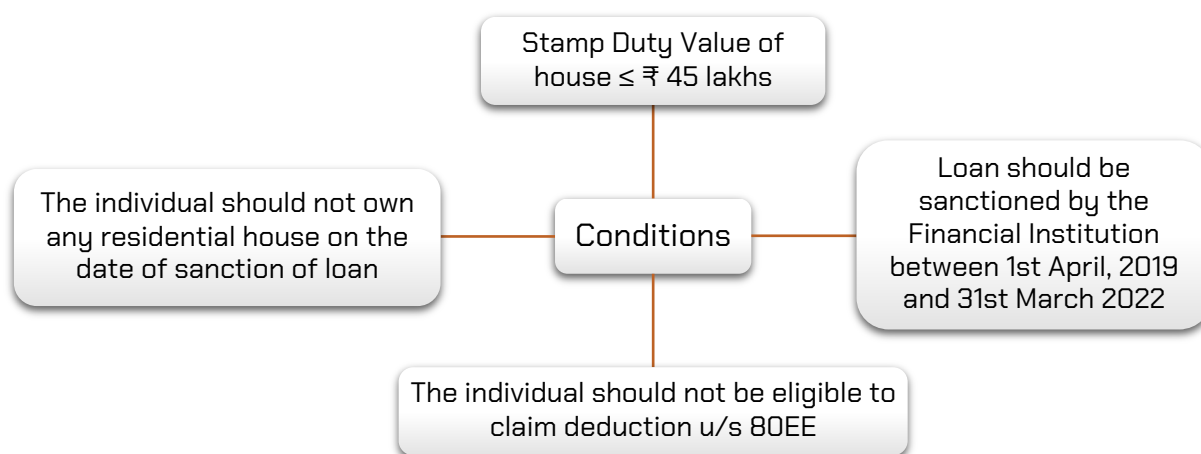 Stamp Duty Value of
house ≤ ₹ 45 lakhs
The individual should not own
any residential house on the
date of sanction of loan
Conditions
Loan should be
sanctioned by the
Financial Institution
between 1st April, 2019
and 31st March 2022
The individual should not be eligible to
claim deduction u/s 80EE